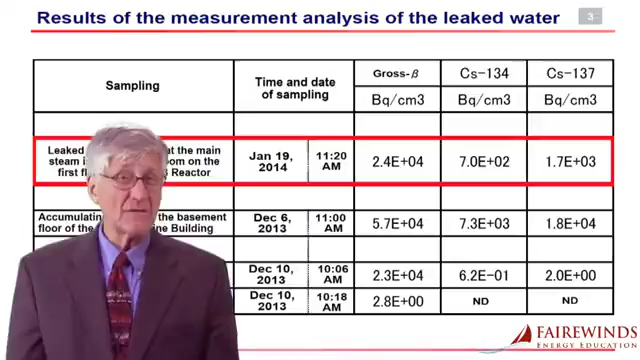 Results of the measurement analysis of the leaked water
3
Sampling
Time and date
of sampling
Gross-β
Cs-134
Cs-137
Bq/cm3
Bq/cm3
Bq/cm3
Leaked at the main
steam on the
first Reactor
Jan 19,
2014
11:20
AM
2.4E+04
7.0E+02
1.7E+03
Accumulating the basement
floor of the Building
Dec 6,
2013
11:00
AM
5.7E+04
7.3E+03
1.8E+04
Dec 10,
2013
10:06
AM
2.3E+04
6.2E-01
2.0E+00
Dec 10,
2013
10:18
AM
2.8E+00
ND
ND
FAIREWINDS
ENERGY EDUCATION